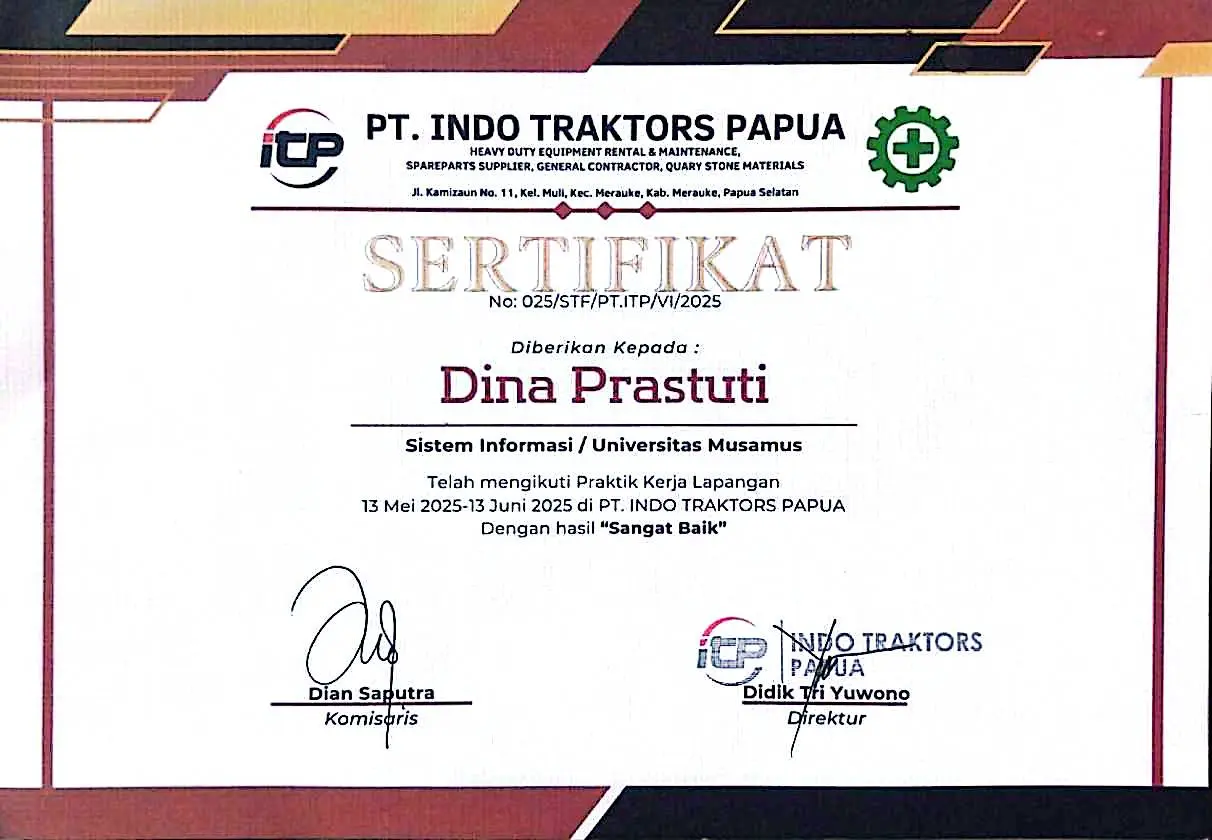 itp
PT. INDO TRAKTORS PAPUA
HEAVY DUTY EQUIPMENT RENTAL & MAINTENANCE,
SPAREPARTS SUPPLIER, GENERAL CONTRACTOR, QUARY STONE MATERIALS
Jl. Kamizaun No. 11, Kel. Muli, Kec. Merauke, Kab. Merauke, Papua Selatan
SERTIFIKAT
No: 025/STF/PT.ITP/VI/2025
Diberikan Kepada :
Dina Prastuti
Sistem Informasi / Universitas Musamus
Telah mengikuti Praktik Kerja Lapangan
13 Mei 2025-13 Juni 2025 di PT. INDO TRAKTORS PAPUA
Dengan hasil “Sangat Baik”
itp INDO TRAKTORS
PAPUA
Dian Saputra
Komisaris
Didik Tri Yuwono
Direktur